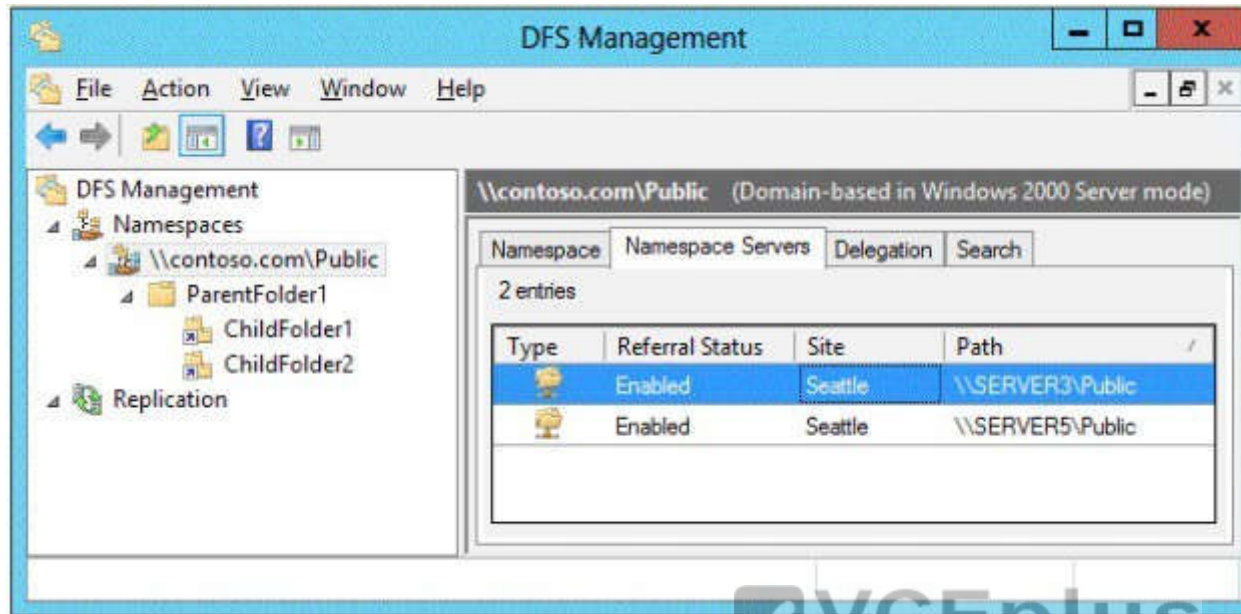 DFS Management
File Action View Window Help
DFS Management
Namespaces
\\contoso.com\Public
ParentFolder1
ChildFolder1
ChildFolder2
Replication
\\contoso.com\Public (Domain-based in Windows 2000 Server mode)
Namespace Namespace Servers Delegation Search
2 entries
Type Referral Status Site Path
Enabled Seattle \\SERVER3\Public
Enabled Seattle \\SERVER5\Public
VCEplus